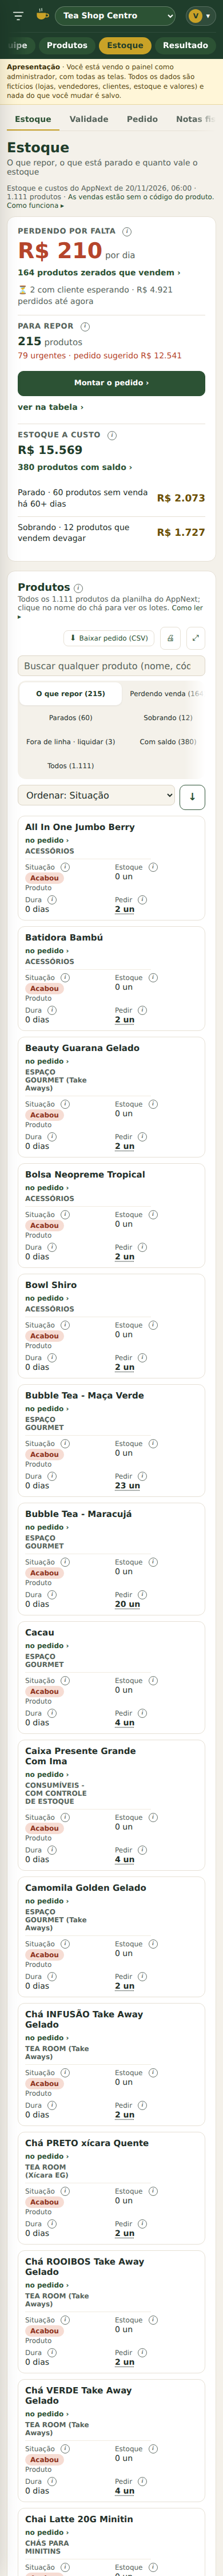 Tea Shop Centro
V
Produtos
Estoque
Resultado
Apresentação · Você está vendo o painel como
administrador, com todas as telas. Todos os dados são
fictícios (lojas, vendedores, clientes, estoque e valores) e
nada do que você mudar é salvo.
Estoque
Validade
Pedido
Notas
Estoque
O que repor, o que está parado e quanto vale o
estoque
Estoque e custos do AppNext de 20/11/2026, 06:00 ·
1.111 produtos · As vendas estão sem o código do produto.
Como funciona ▸
PERDENDO POR FALTA i
R$ 210 por dia
164 produtos zerados que vendem ›
⏳ 2 com cliente esperando · R$ 4.921
perdidos até agora
PARA REPOR i
215 produtos
79 urgentes · pedido sugerido R$ 12.541
Montar o pedido ›
ver na tabela ›
ESTOQUE A CUSTO i
R$ 15.569
380 produtos com saldo ›
Parado · 60 produtos sem venda
há 60+ dias
R$ 2.073
Sobrando · 12 produtos que
vendem devagar
R$ 1.727
Produtos i
Todos os 1.111 produtos da planilha do AppNext;
clique no nome do chá para ver os lotes. Como ler
▸
⬇ Baixar pedido (CSV)
Buscar qualquer produto (nome, cóc
O que repor (215)
Perdendo venda (164
Parados (60)
Sobrando (12)
Fora de linha · liquidar (3)
Com saldo (380)
Todos (1.111)
Ordenar: Situação
↓
All In One Jumbo Berry
no pedido ›
ACESSÓRIOS
Situação i
Estoque i
Acabou
0 un
Produto
Dura i
Pedir i
0 dias
2 un
Batidora Bambú
no pedido ›
ACESSÓRIOS
Situação i
Estoque i
Acabou
0 un
Produto
Dura i
Pedir i
0 dias
2 un
Beauty Guarana Gelado
no pedido ›
ESPAÇO
GOURMET (Take
Aways)
Situação i
Estoque i
Acabou
0 un
Produto
Dura i
Pedir i
0 dias
2 un
Bolsa Neopreme Tropical
no pedido ›
ACESSÓRIOS
Situação i
Estoque i
Acabou
0 un
Produto
Dura i
Pedir i
0 dias
2 un
Bowl Shiro
no pedido ›
ACESSÓRIOS
Situação i
Estoque i
Acabou
0 un
Produto
Dura i
Pedir i
0 dias
2 un
Bubble Tea - Maça Verde
no pedido ›
ESPAÇO
GOURMET
Situação i
Estoque i
Acabou
0 un
Produto
Dura i
Pedir i
0 dias
23 un
Bubble Tea - Maracujá
no pedido ›
ESPAÇO
GOURMET
Situação i
Estoque i
Acabou
0 un
Produto
Dura i
Pedir i
0 dias
20 un
Cacau
no pedido ›
ESPAÇO
GOURMET
Situação i
Estoque i
Acabou
0 un
Produto
Dura i
Pedir i
0 dias
4 un
Caixa Presente Grande
Com Ima
no pedido ›
CONSUMÍVEIS -
COM CONTROLE
DE ESTOQUE
Situação i
Estoque i
Acabou
0 un
Produto
Dura i
Pedir i
0 dias
4 un
Camomila Golden Gelado
no pedido ›
ESPAÇO
GOURMET (Take
Aways)
Situação i
Estoque i
Acabou
0 un
Produto
Dura i
Pedir i
0 dias
2 un
Chá INFUSÃO Take Away
Gelado
no pedido ›
TEA ROOM (Take
Aways)
Situação i
Estoque i
Acabou
0 un
Produto
Dura i
Pedir i
0 dias
2 un
Chá PRETO xícara Quente
no pedido ›
TEA ROOM
(Xícara EG)
Situação i
Estoque i
Acabou
0 un
Produto
Dura i
Pedir i
0 dias
2 un
Chá ROOIBOS Take Away
Gelado
no pedido ›
TEA ROOM (Take
Aways)
Situação i
Estoque i
Acabou
0 un
Produto
Dura i
Pedir i
0 dias
2 un
Chá VERDE Take Away
Gelado
no pedido ›
TEA ROOM (Take
Aways)
Situação i
Estoque i
Acabou
0 un
Produto
Dura i
Pedir i
0 dias
4 un
Chai Latte 20G Minitin
no pedido ›
CHÁS PARA
MINITINS
Situação i
Estoque i
0 un